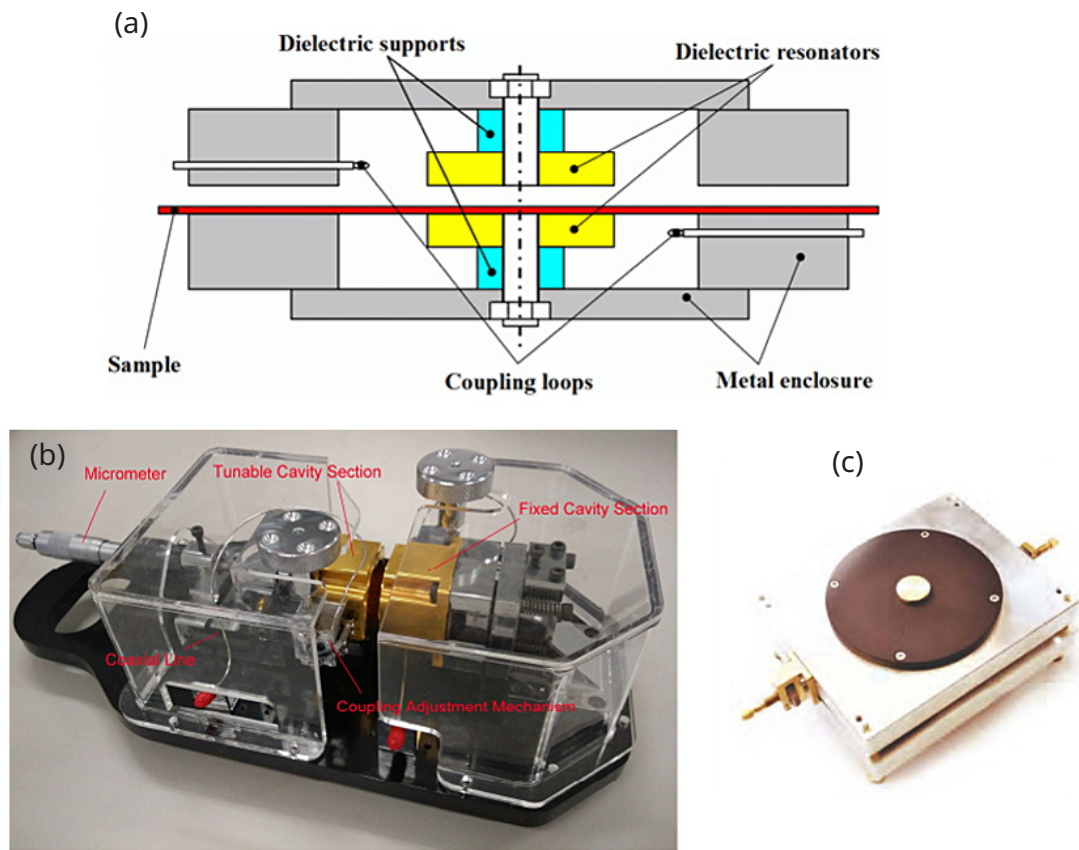 (a)
Dielectric supports
Dielectric resonators
Sample
Coupling loops
Metal enclosure
(b)
Micrometer
Tunable Cavity Section
Fixed Cavity Section
Coaxial Line
Coupling Adjustment Mechanism
(c)